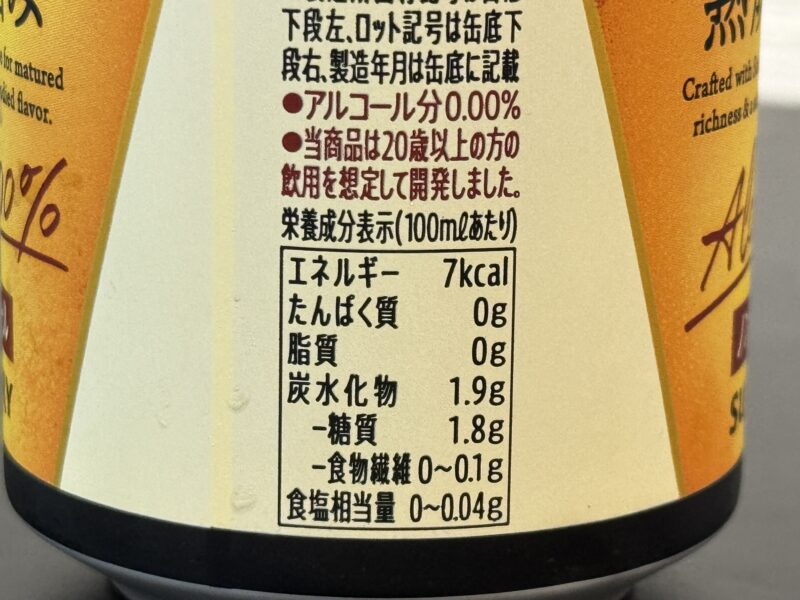 下段左、ロット記号は缶底下
段右、製造年月は缶底に記載
●アルコール分0.00%
●当商品は20歳以上の方の
飲用を想定して開発しました。
栄養成分表示(100mlあたり)
エネルギー 7kcal
たんぱく質 0g
脂質 0g
炭水化物 1.9g
－糖質 1.8g
－食物繊維 0～0.1g
食塩相当量 0～0.04g
for matured
flavor.
0%
Crafted with
richness &